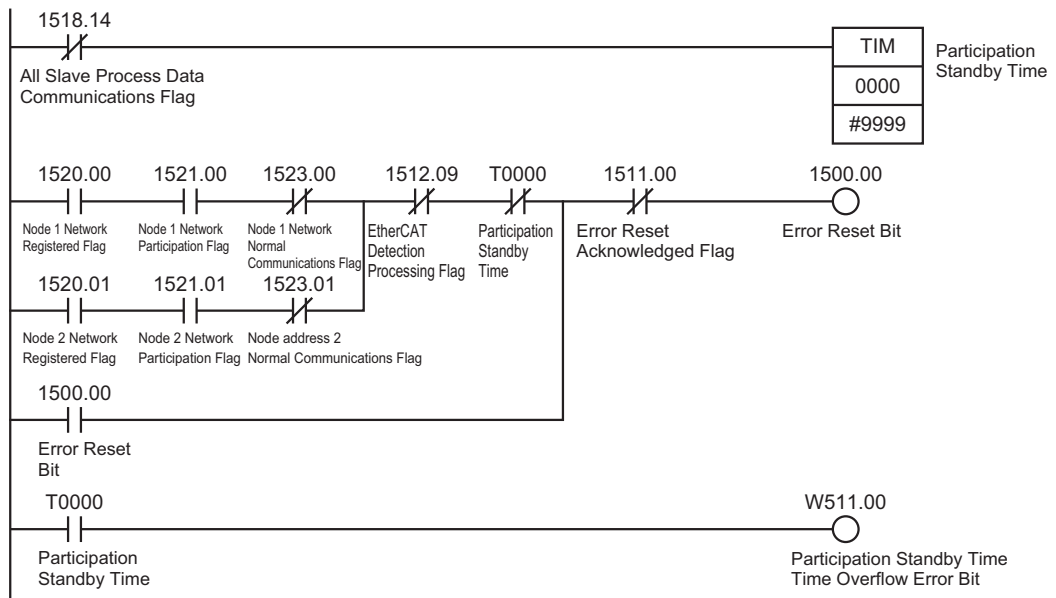 1518.14
All Slave Process Data
Communications Flag
TIM
0000
#9999
Participation
Standby Time
1520.00
1521.00
1523.00
1512.09
T0000
1511.00
1500.00
Node 1 Network
Registered Flag
Node 1 Network
Participation Flag
Node 1 Network
Normal
Communications Flag
EtherCAT
Detection
Processing Flag
Participation
Standby
Time
Error Reset
Acknowledged Flag
Error Reset Bit
1520.01
1521.01
1523.01
Node 2 Network
Registered Flag
Node 2 Network
Participation Flag
Node address 2
Normal Communications Flag
1500.00
Error Reset
Bit
T0000
Participation
Standby Time
W511.00
Participation Standby Time
Time Overflow Error Bit